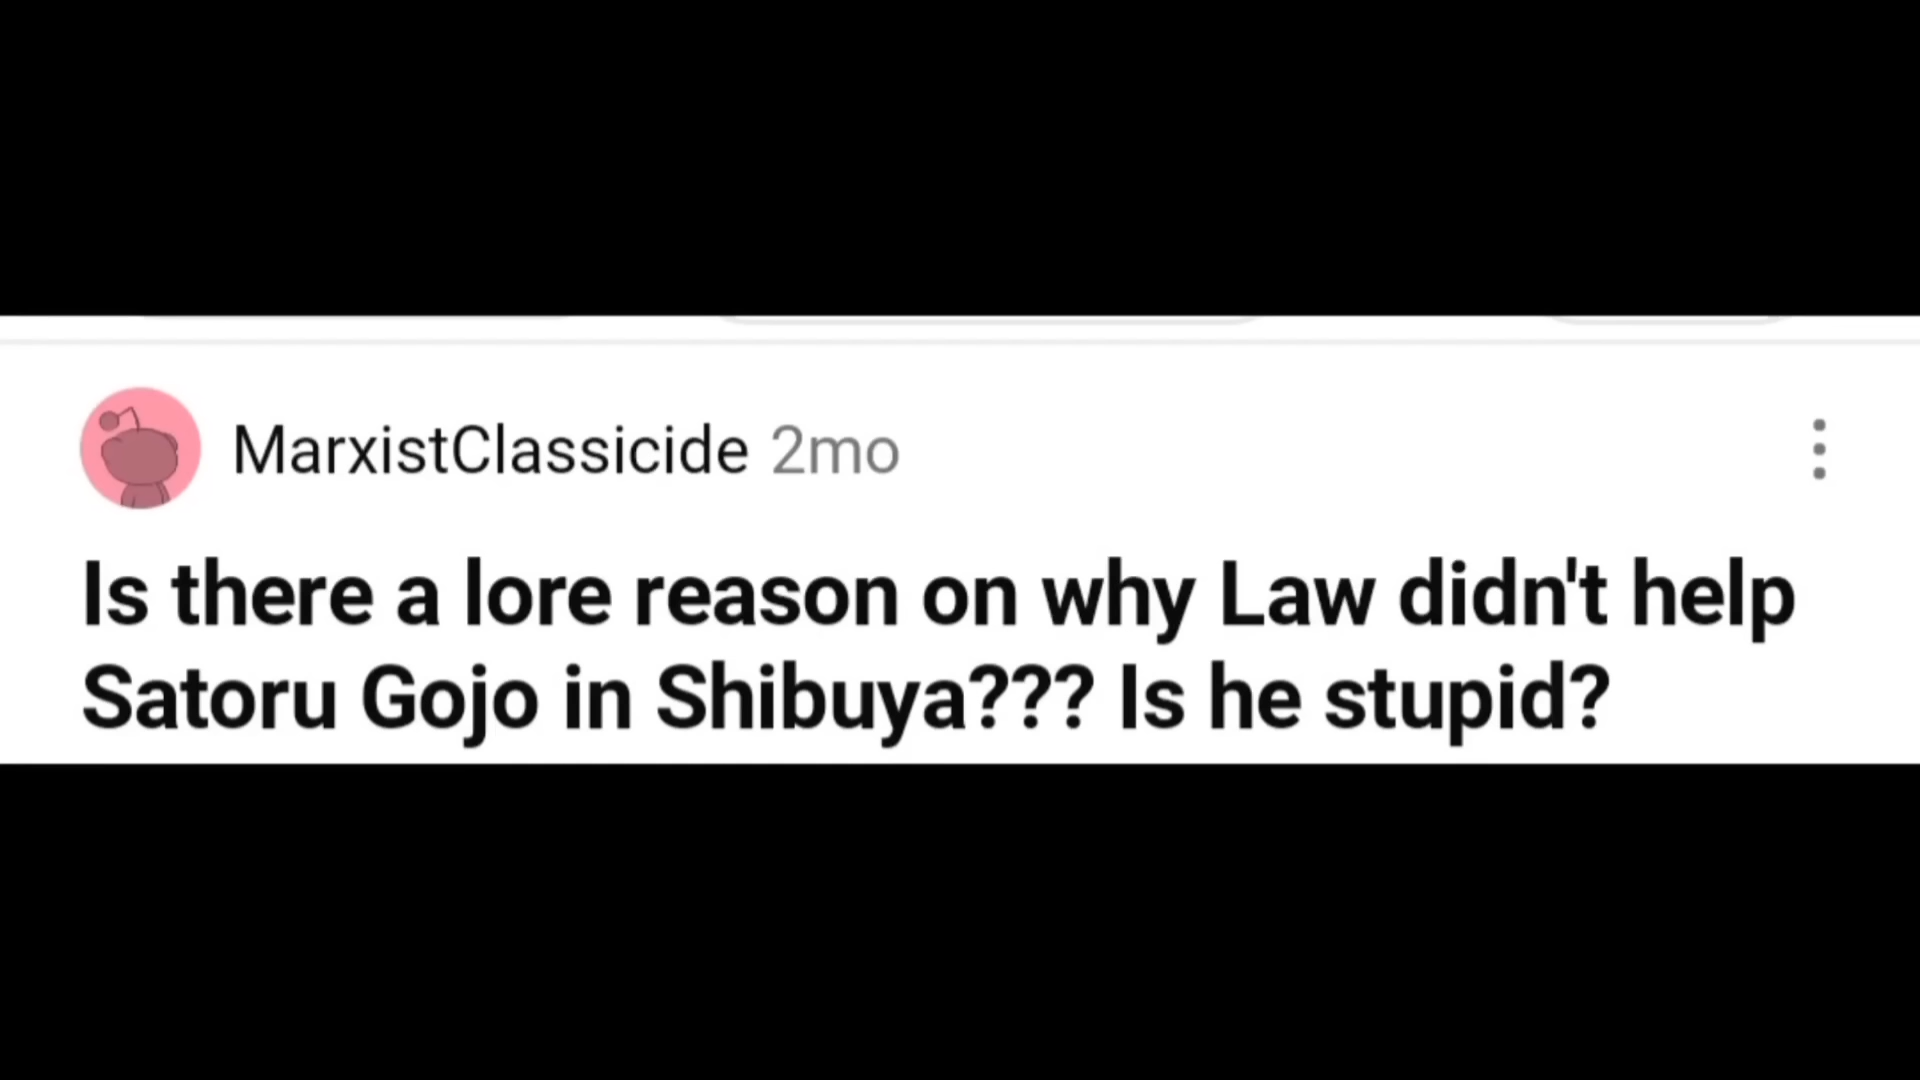 MarxistClassicide 2mo
Is there a lore reason on why Law didn't help
Satoru Gojo in Shibuya??? Is he stupid?